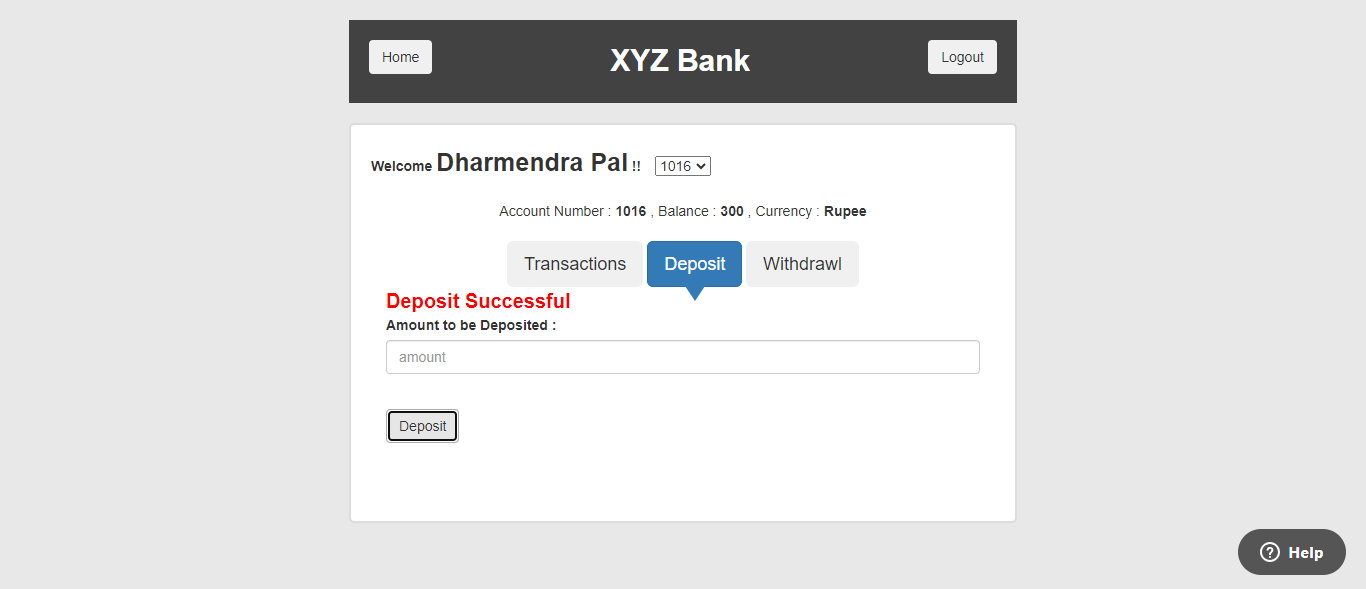 Home XYZ Bank Logout
Welcome Dharmendra Pal !! 1016
Account Number : 1016 , Balance : 300 , Currency : Rupee
Transactions Deposit Withdrawl
Deposit Successful
Amount to be Deposited :
amount
Deposit
Help